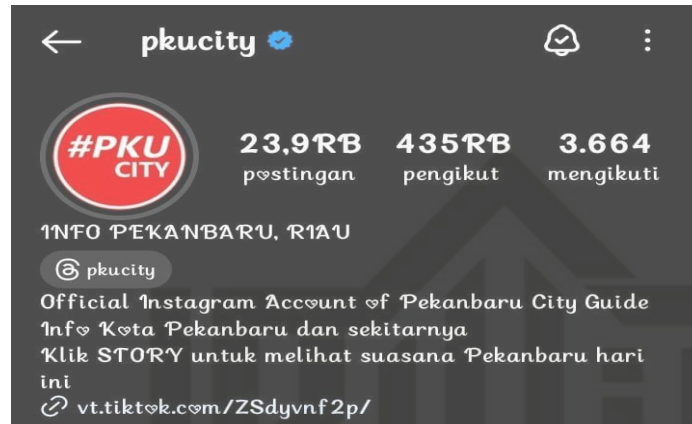 pkucity
#PKU
CITY
23,9RB 435RB 3.664
postingan pengikut mengikuti
INFO PEKANBARU, RIAU
pkucity
Official Instagram Account of Pekanbaru City Guide
Info Kota Pekanbaru dan sekitarnya
Klik STORY untuk melihat suasana Pekanbaru hari
ini
vt.tiktok.com/ZSdyvnf2p/